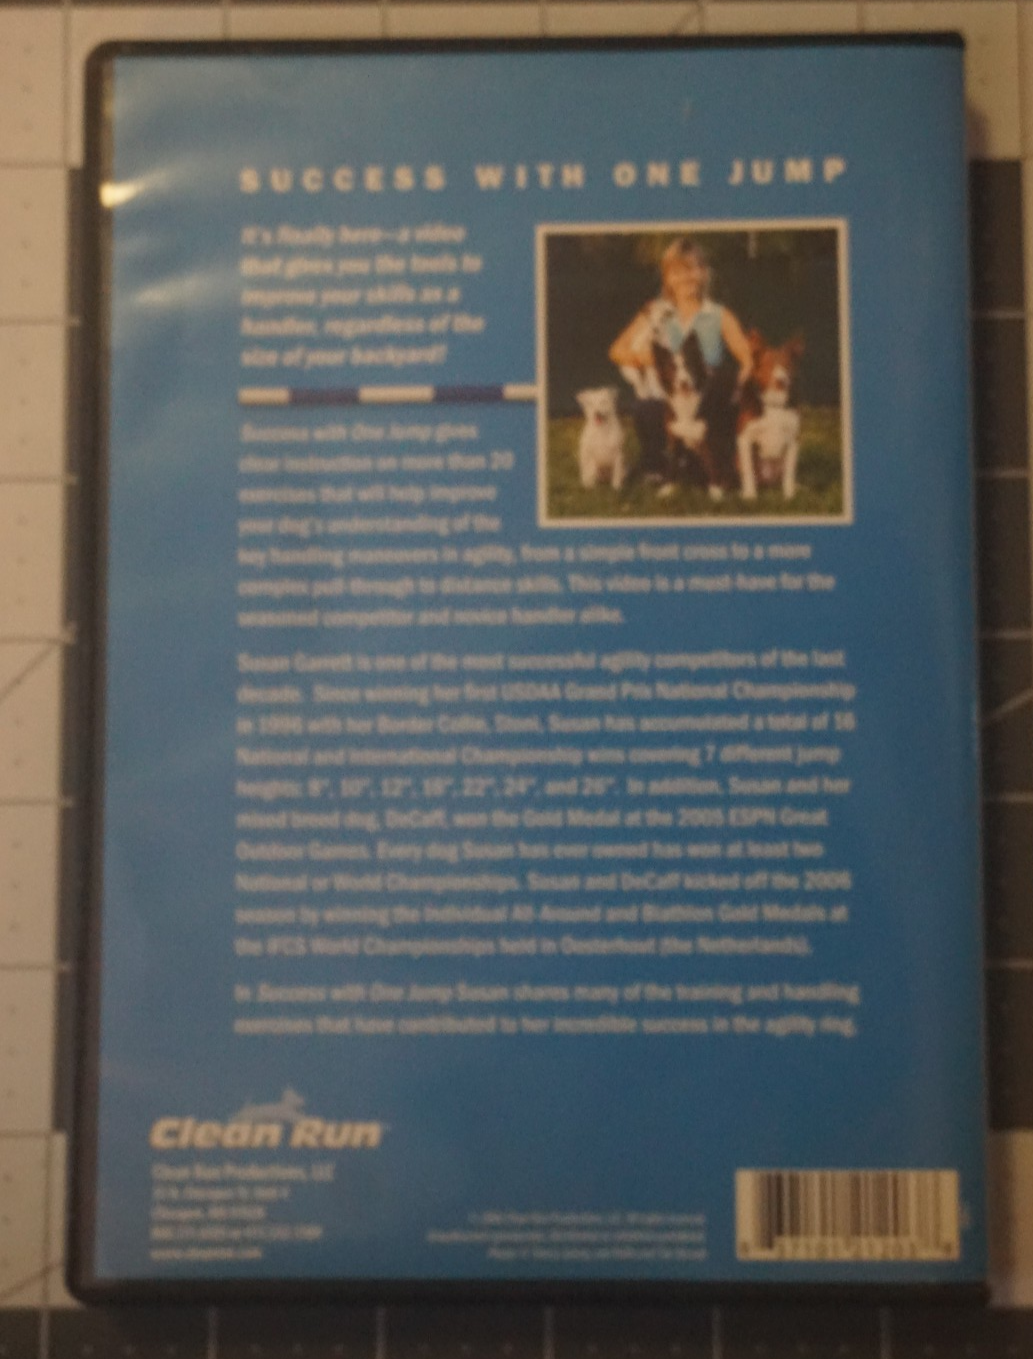 SUCCESS WITH ONE JUMP
It's finally here—a video
that gives you the tools to
improve your skills as a
handler, regardless of the
size of your backyard!
Success with One Jump gives
clear instruction on more than 20
exercises that will help improve
your dog's understanding of the
key handling maneuvers in agility, from a simple front cross to a more
complex pull through to distance skills. This video is a must-have for the
seasoned competitor and novice handler alike.
Susan Garrett is one of the most successful agility competitors of the last
decade. Since winning her first USDAA Grand Prix National Championship
in 1996 with her Border Collie, Stoni, Susan has accumulated a total of 16
National and International Championship wins covering 7 different jump
heights: 8", 10", 12", 16", 22", 24", and 26". In addition, Susan and her
mixed breed dog, DeCaff, won the Gold Medal at the 2005 ESPN Great
Outdoor Games. Every dog Susan has ever owned has won at least two
National or World Championships. Susan and DeCaff kicked off the 2006
season by winning the Individual All-Around and Biathlon Gold Medals at
the IFCS World Championships held in Oosterhout (the Netherlands).
In Success with One Jump Susan shares many of the training and handling
exercises that have contributed to her incredible success in the agility ring.
Clean Run
Clean Run Productions, LLC
www.cleanrun.com